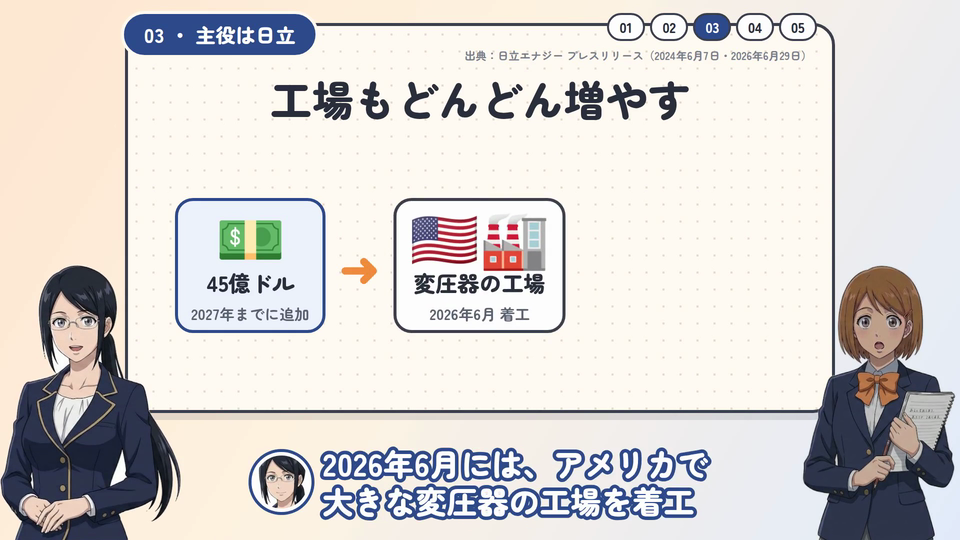 03 ・ 主役は日立
01 02 03 04 05
出典：日立エナジー プレスリリース（2024年6月7日・2026年6月29日）
工場もどんどん増やす
45億ドル
2027年までに追加
変圧器の工場
2026年6月 着工
2026年6月には、アメリカで
大きな変圧器の工場を着工